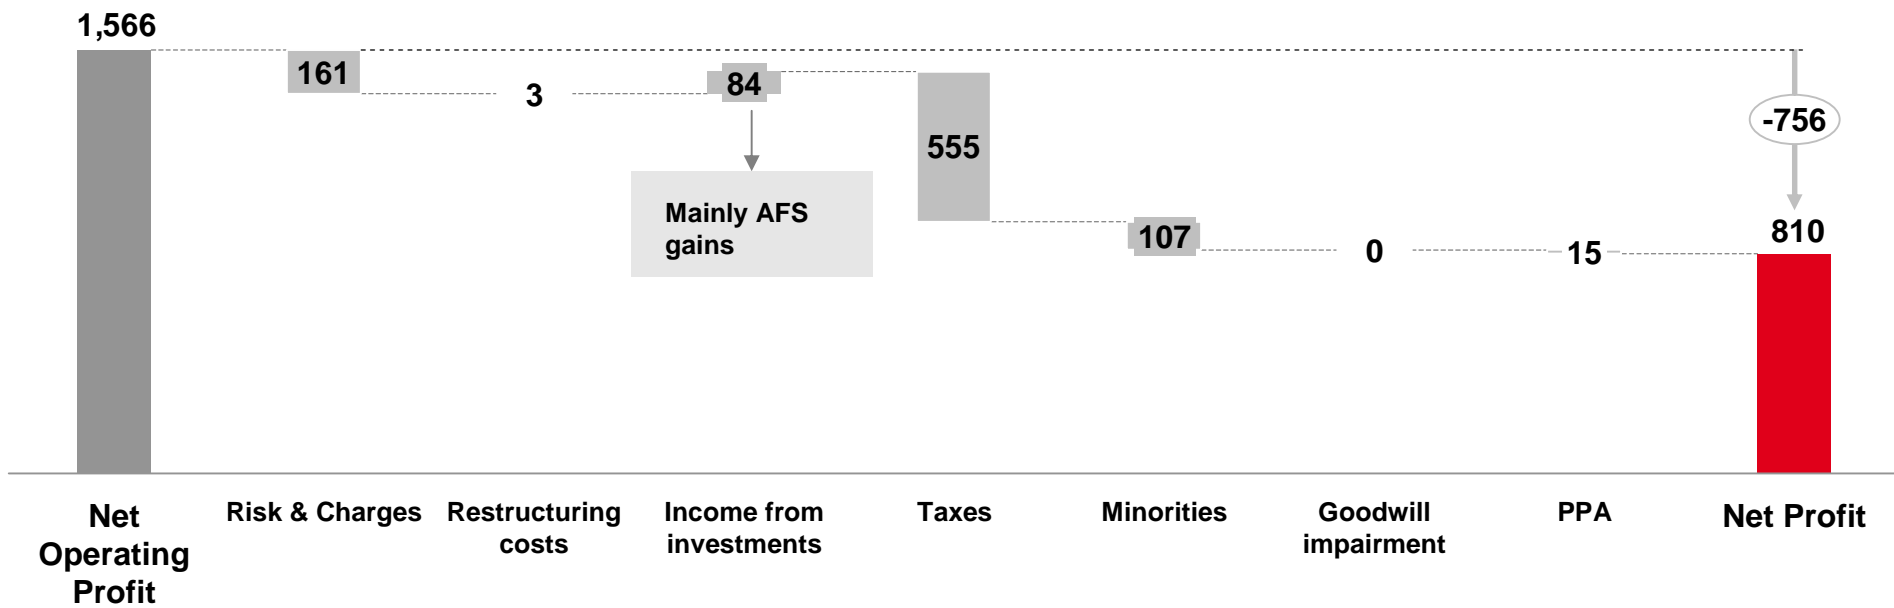 1,566
161
3
84
555
107
0
15
-756
810
Mainly AFS
gains
Net
Operating
Profit
Risk & Charges
Restructuring
costs
Income from
investments
Taxes
Minorities
Goodwill
impairment
PPA
Net Profit